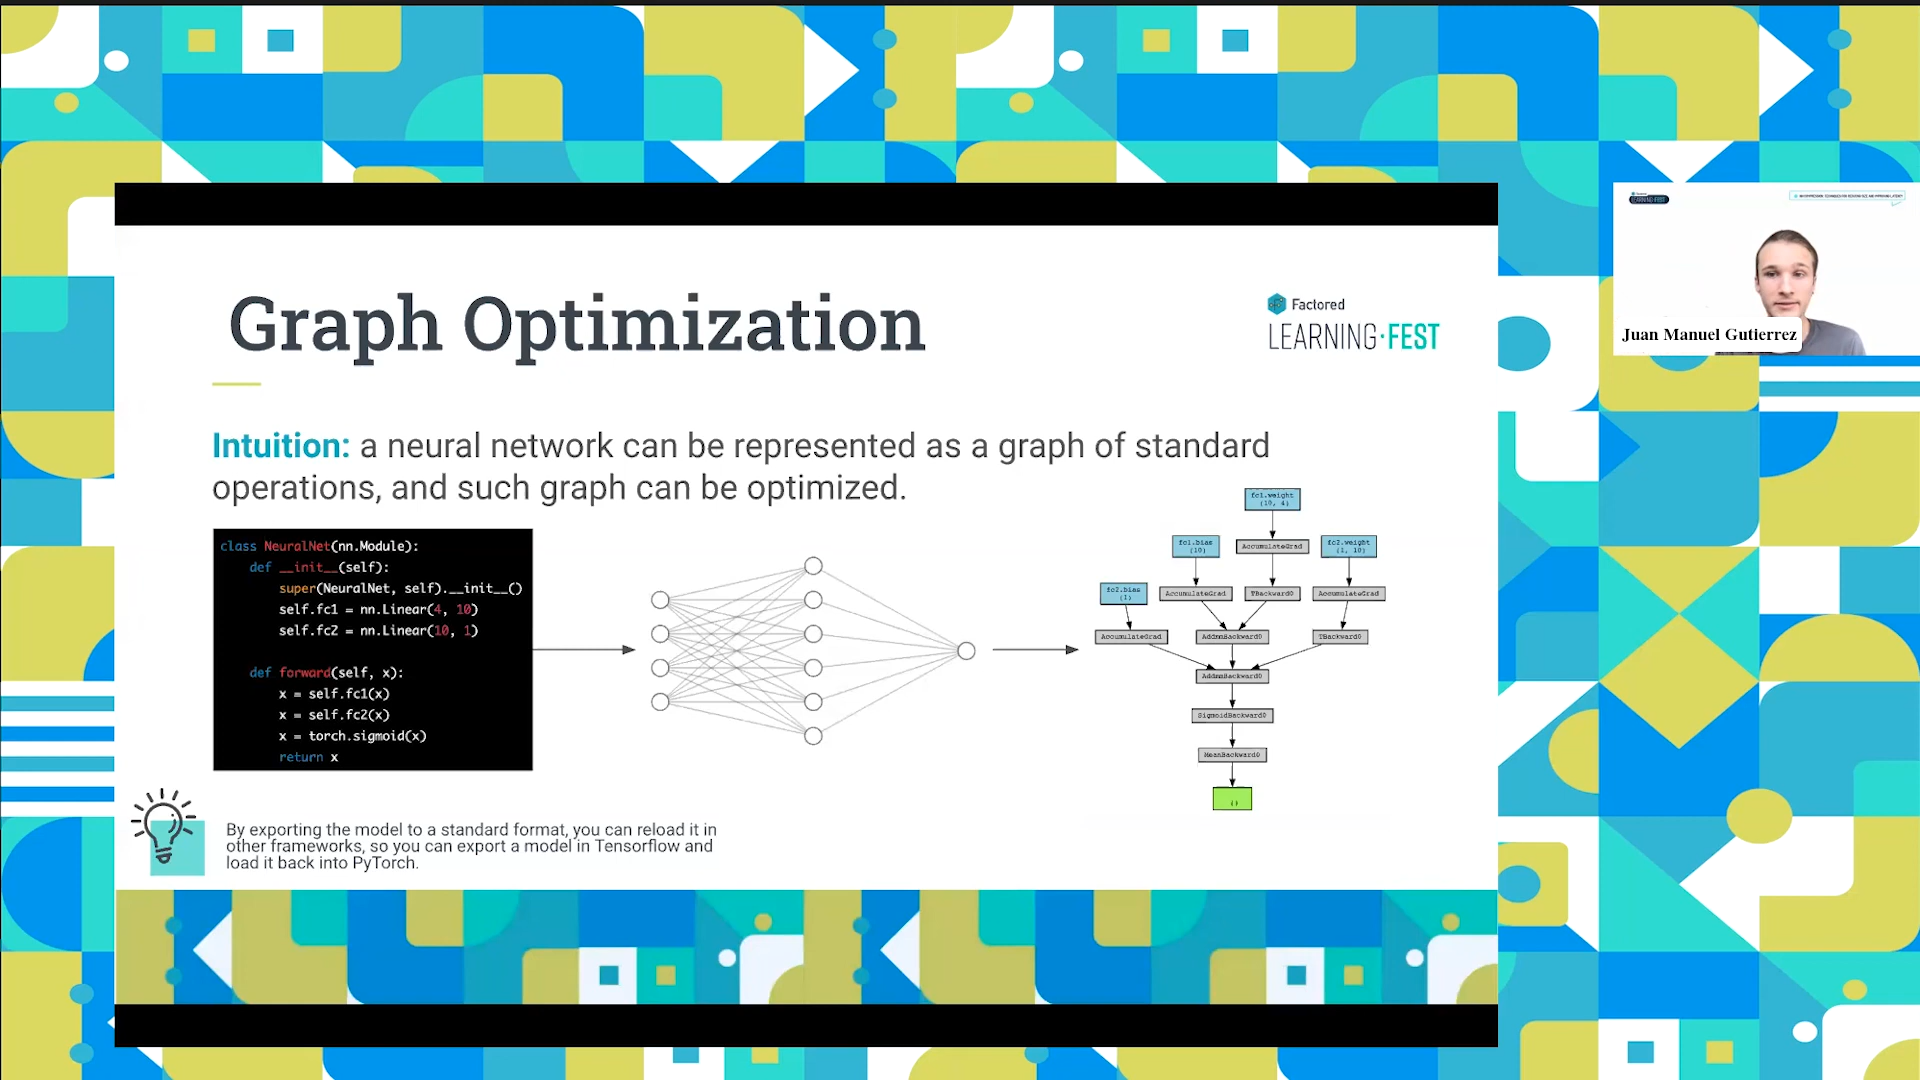 Graph Optimization
Factored
LEARNING·FEST
Juan Manuel Gutierrez
Intuition: a neural network can be represented as a graph of standard
operations, and such graph can be optimized.
class NeuralNet(nn.Module):
def __init__(self):
super(NeuralNet, self).__init__()
self.fc1 = nn.Linear(4, 10)
self.fc2 = nn.Linear(10, 1)
def forward(self, x):
x = self.fc1(x)
x = self.fc2(x)
x = torch.sigmoid(x)
return x
fc1.weight
(10, 4)
fc1.bias
(10)
AccumulateGrad
fc2.weight
(1, 10)
fc2.bias
(1)
AccumulateGrad
TBackward0
AccumulateGrad
AccumulateGrad
AddmmBackward0
TBackward0
AddmmBackward0
SigmoidBackward0
MeanBackward0
()
By exporting the model to a standard format, you can reload it in
other frameworks, so you can export a model in Tensorflow and
load it back into PyTorch.